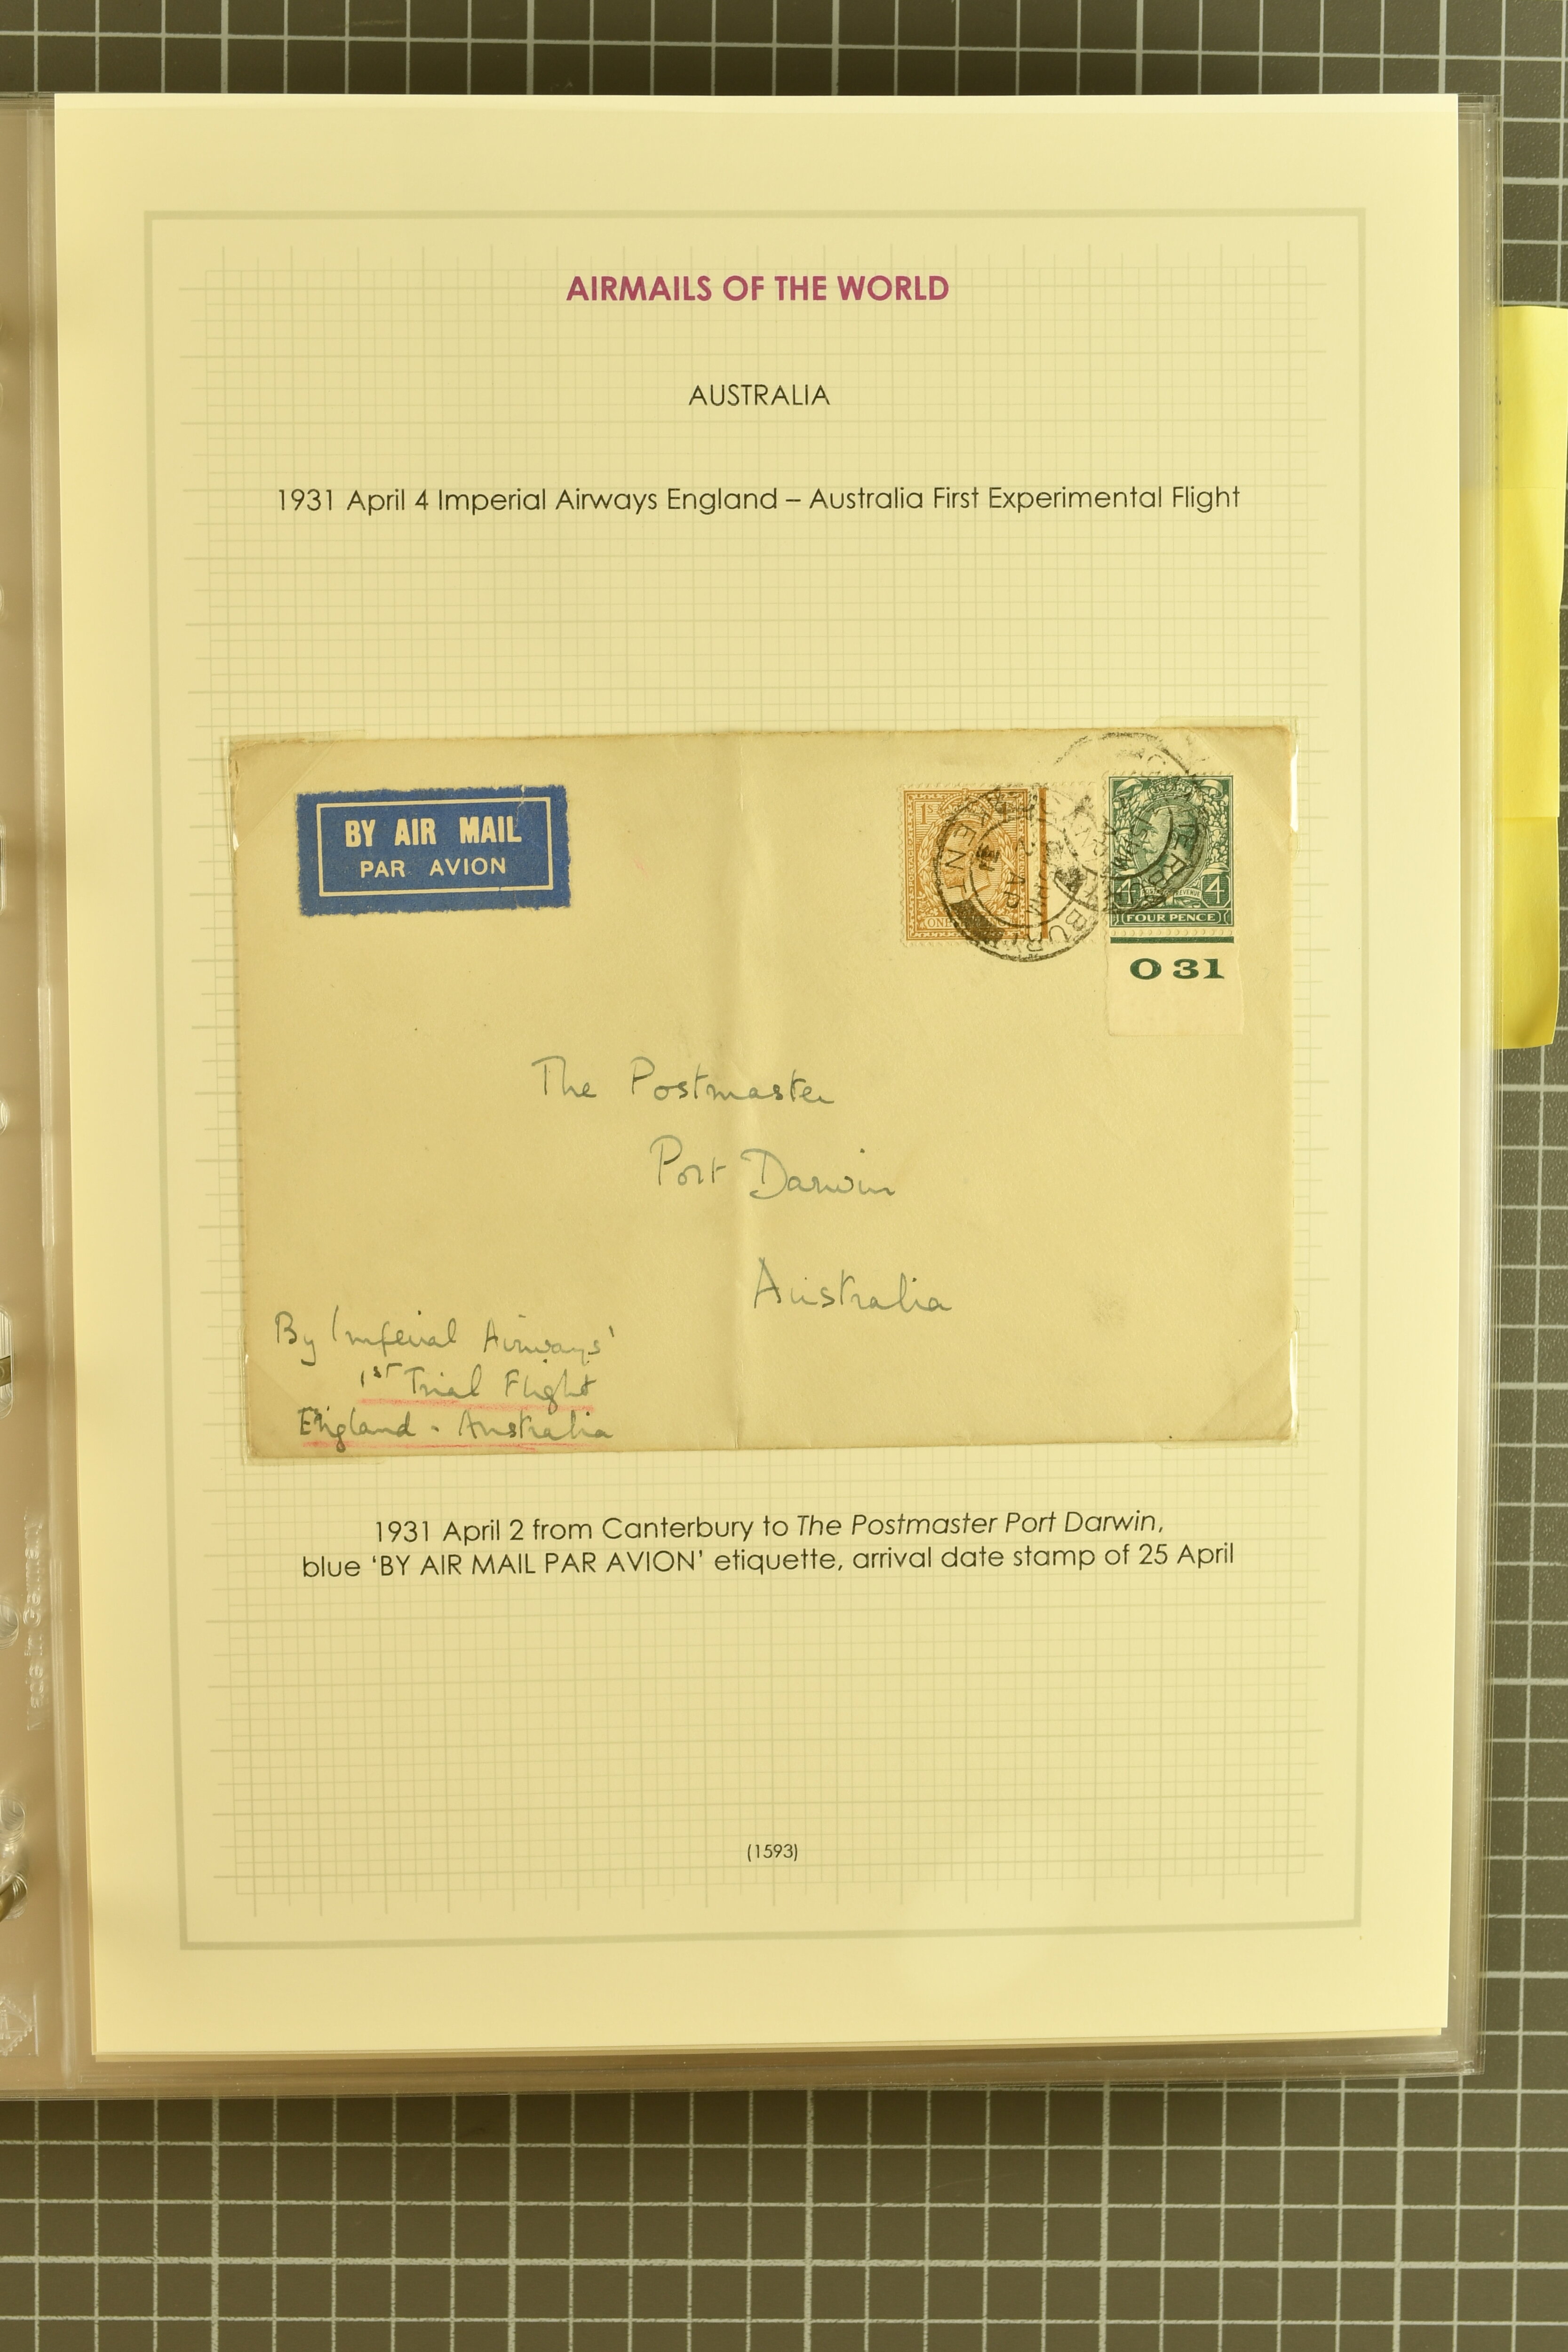 AIRMAILS OF THE WORLD
AUSTRALIA
1931 April 4 Imperial Airways England – Australia First Experimental Flight
BY AIR MAIL
PAR AVION
FOUR PENCE
4 4
O 31
The Postmaster
Port Darwin
Australia
By Imperial Airways'
1st Trial Flight
England - Australia
1931 April 2 from Canterbury to The Postmaster Port Darwin,
blue ‘BY AIR MAIL PAR AVION’ etiquette, arrival date stamp of 25 April
(1593)